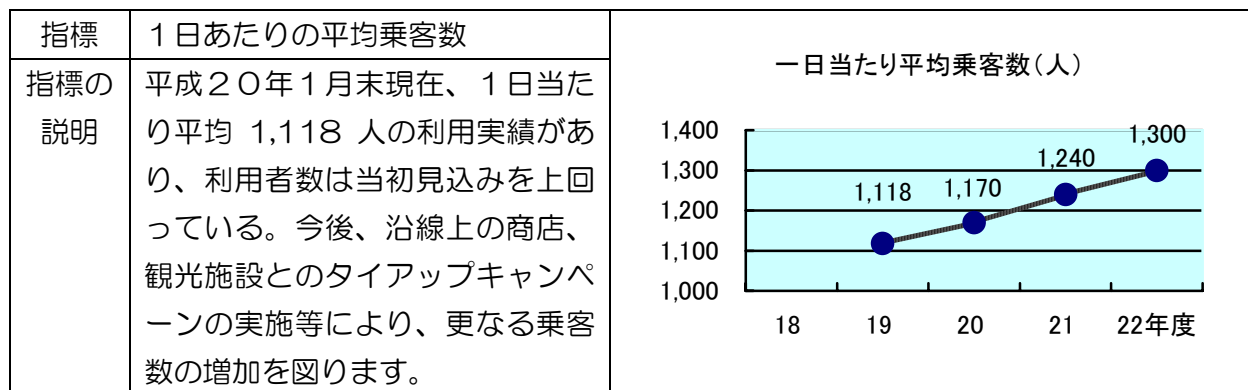 指標
１日あたりの平均乗客数
指標の
説明
平成２０年１月末現在、１日当た
り平均 1,118 人の利用実績があ
り、利用者数は当初見込みを上回
っている。今後、沿線上の商店、
観光施設とのタイアップキャンペ
ーンの実施等により、更なる乗客
数の増加を図ります。
一日当たり平均乗客数（人）
1,400
1,300
1,200
1,100
1,000
1,118
1,170
1,240
1,300
18 19 20 21 22年度